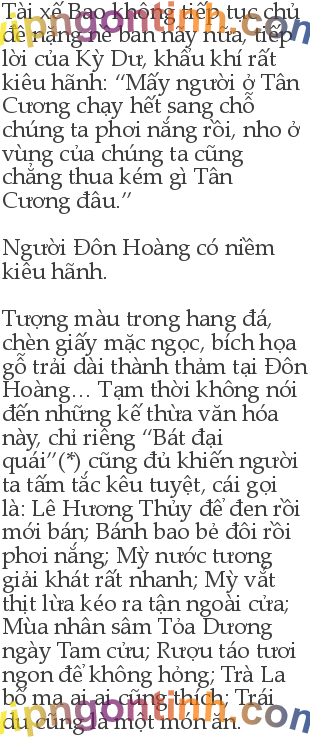 Tài xế Bao không tiếp tục chủ
đề nặng nề ban nãy nữa, tiếp
lời của Kỳ Dư, khẩu khí rất
kiêu hãnh: “Mấy người ở Tân
Cương chạy hết sang chỗ
chúng ta phơi nắng rồi, nho ở
vùng của chúng ta cũng
chẳng thua kém gì Tân
Cương đâu.”
Người Đôn Hoàng có niềm
kiêu hãnh.
Tượng màu trong hang đá,
chèn giấy mặc ngọc, bích họa
gỗ trải dài thành thảm tại Đôn
Hoàng... Tạm thời không nói
đến những kế thừa văn hóa
này, chỉ riêng “Bát đại
quái”(*) cũng đủ khiến người
ta tấm tắc kêu tuyệt, cái gọi
là: Lê Hương Thủy để đen rồi
mới bán; Bánh bao bẻ đôi rồi
phơi nắng; Mỳ nước tương
giải khát rất nhanh; Mỳ vắt
thịt lừa kéo ra tận ngoài cửa;
Mùa nhân sâm Tỏa Dương
ngày Tam cửu; Rượu táo tươi
ngon để không hỏng; Trà La
bố ma ai ai cũng thích; Trái
du cũng là một món ăn.
vipngontinh.com
vipngontinh.com